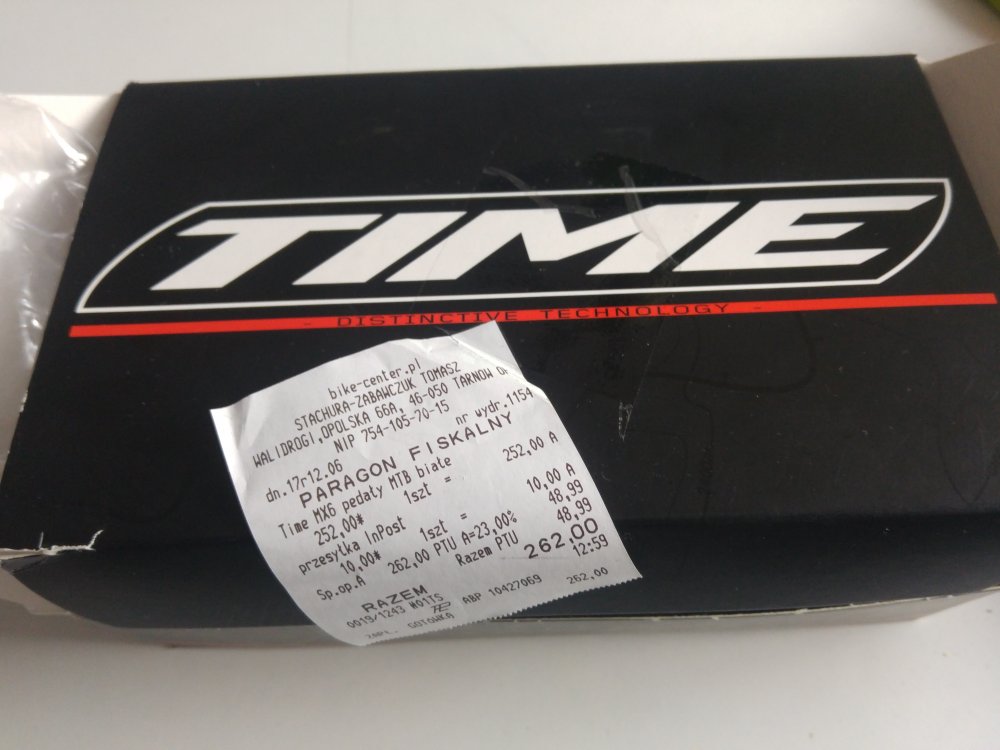 TIME
- DISTINCTIVE TECHNOLOGY -
bike-center.pl
STACHURA-ZABAWCZUK TOMASZ
WALIDROGI,OPOLSKA 66A, 46-050 TARNOW
NIP 754-105-70-15
dn.17r12.06 nr wydr.1154
PARAGON FISKALNY
Time MX6 pedały MTB białe
252,00* 1szt = 252,00 A
przesyłka InPost
10,00* 1szt = 10,00 A
Sp.op.A 262,00 PTU A=23,00% 48,99
Razem PTU 48,99
RAZEM 262,00
0019/1243 #01TS 12:59
ABP 10427069
ZAPŁ. GOTÓWKA 262,00